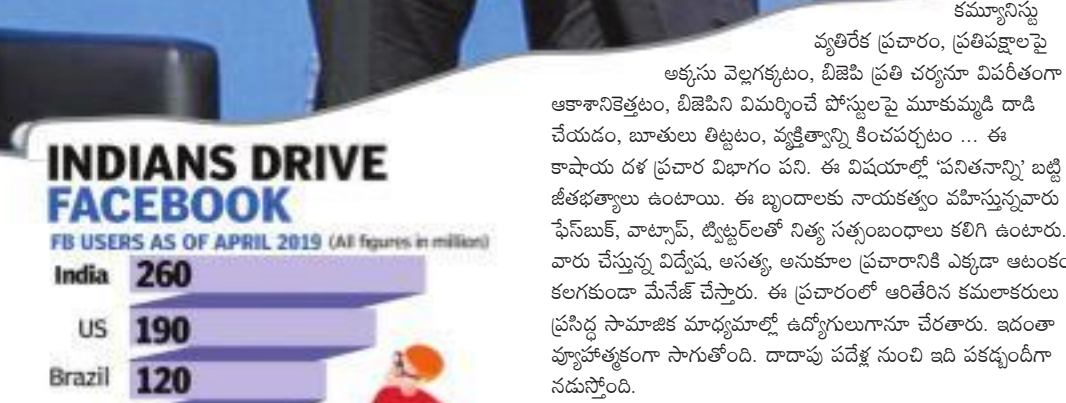 కమ్యూనిస్టు
వ్యతిరేక ప్రచారం, ప్రతిపక్షాలపై
అక్కసు వెల్లగక్కటం, బిజెపి ప్రతి చర్యనూ విపరీతంగా
ఆకాశానికెత్తటం, బిజెపిని విమర్శించే పోస్టులపై మూకుమ్మడి దాడి
చేయడం, బూతులు తిట్టటం, వ్యక్తిత్వాన్ని కించపర్చటం ... ఈ
కాషాయ దళ ప్రచార విభాగం పని. ఈ విషయాల్లో 'పనితనాన్ని' బట్టి
జీతభత్యాలు ఉంటాయి. ఈ బృందాలకు నాయకత్వం వహిస్తున్నవారు
ఫేస్‌బుక్, వాట్సాప్, ట్విట్టర్‌లతో నిత్య సత్సంబంధాలు కలిగి ఉంటారు.
వారు చేస్తున్న విద్వేష, అసత్య, అనుకూల ప్రచారానికి ఎక్కడా ఆటంకం
కలగకుండా మేనేజ్ చేస్తారు. ఈ ప్రచారంలో ఆరితేరిన కమలాకరులు
ప్రసిద్ధ సామాజిక మాధ్యమాల్లో ఉద్యోగులుగానూ చేరతారు. ఇదంతా
వ్యూహాత్మకంగా సాగుతోంది. దాదాపు పదేళ్ల నుంచి ఇది పకడ్బందీగా
నడుస్తోంది.
INDIANS DRIVE
FACEBOOK
FB USERS AS OF APRIL 2019 (All figures in million)
India 260
US 190
Brazil 120